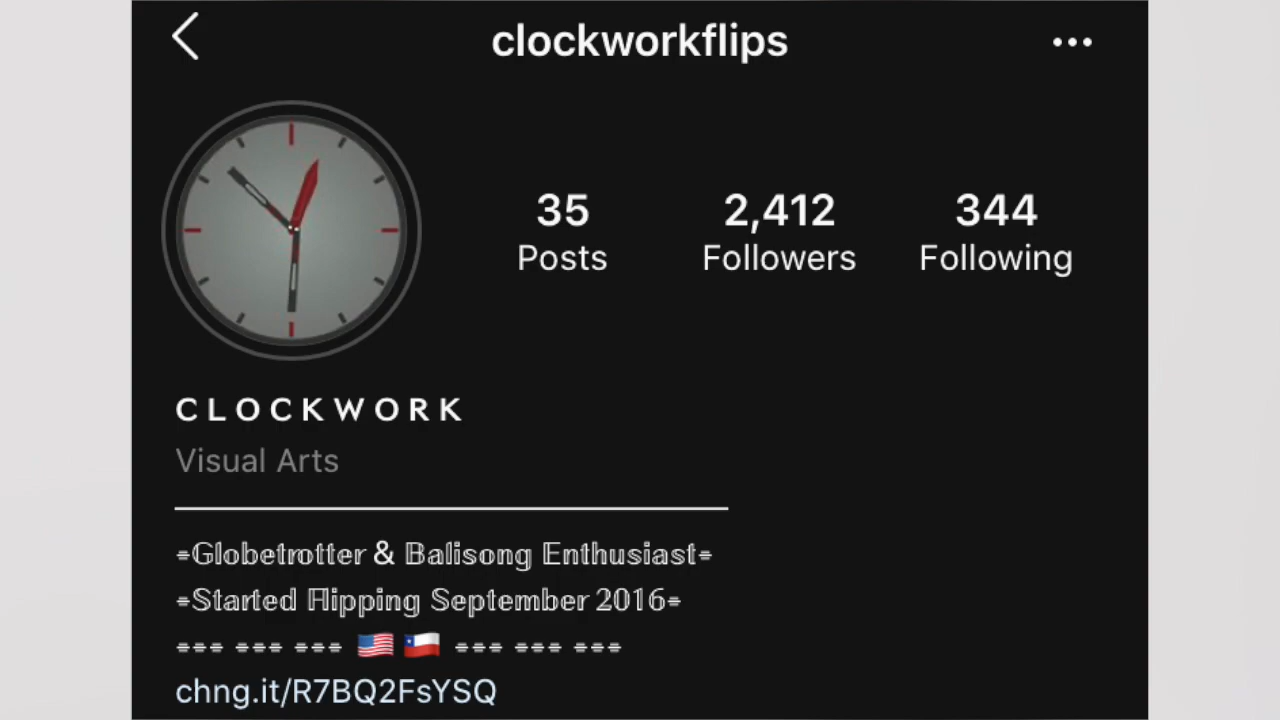 clockworkflips
35 2,412 344
Posts Followers Following
CLOCKWORK
Visual Arts
=Globetrotter & Balisong Enthusiast=
=Started Flipping September 2016=
=== === === 🇺🇸 🇨🇱 === === ===
chng.it/R7BQ2FsYSQ